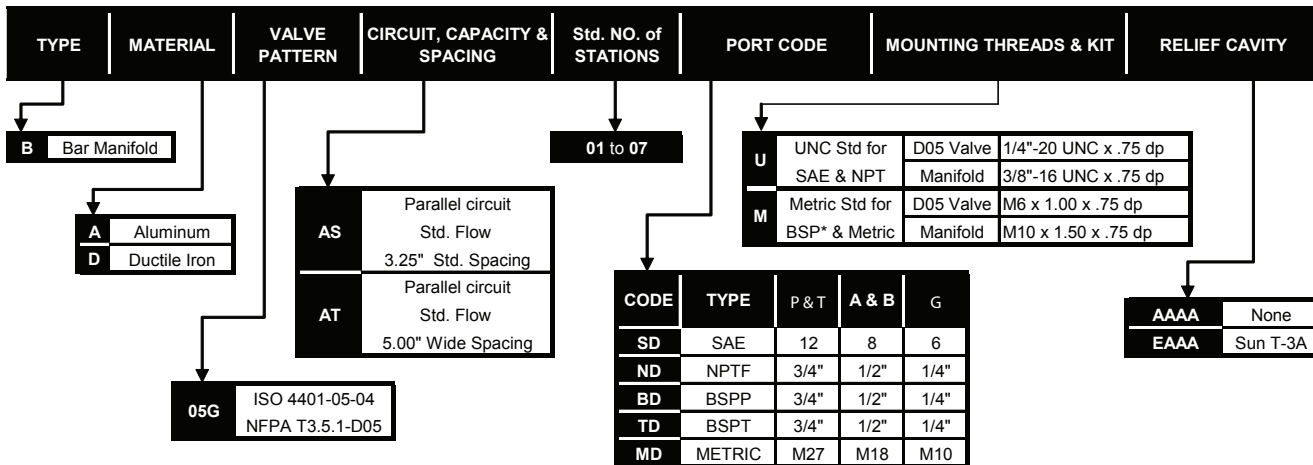 TYPE MATERIAL VALVE PATTERN CIRCUIT, CAPACITY & SPACING Std. NO. of STATIONS PORT CODE MOUNTING THREADS & KIT RELIEF CAVITY
B Bar Manifold
A Aluminum
D Ductile Iron
05G ISO 4401-05-04
NFPA T3.5.1-D05
AS Parallel circuit
Std. Flow
3.25" Std. Spacing
AT Parallel circuit
Std. Flow
5.00" Wide Spacing
01 to 07
CODE TYPE P & T A & B G
SD SAE 12 8 6
ND NPTF 3/4" 1/2" 1/4"
BD BSPP 3/4" 1/2" 1/4"
TD BSPT 3/4" 1/2" 1/4"
MD METRIC M27 M18 M10
U UNC Std for D05 Valve 1/4"-20 UNC x .75 dp
SAE & NPT Manifold 3/8"-16 UNC x .75 dp
M Metric Std for D05 Valve M6 x 1.00 x .75 dp
BSP* & Metric Manifold M10 x 1.50 x .75 dp
AAAA None
EAAA Sun T-3A